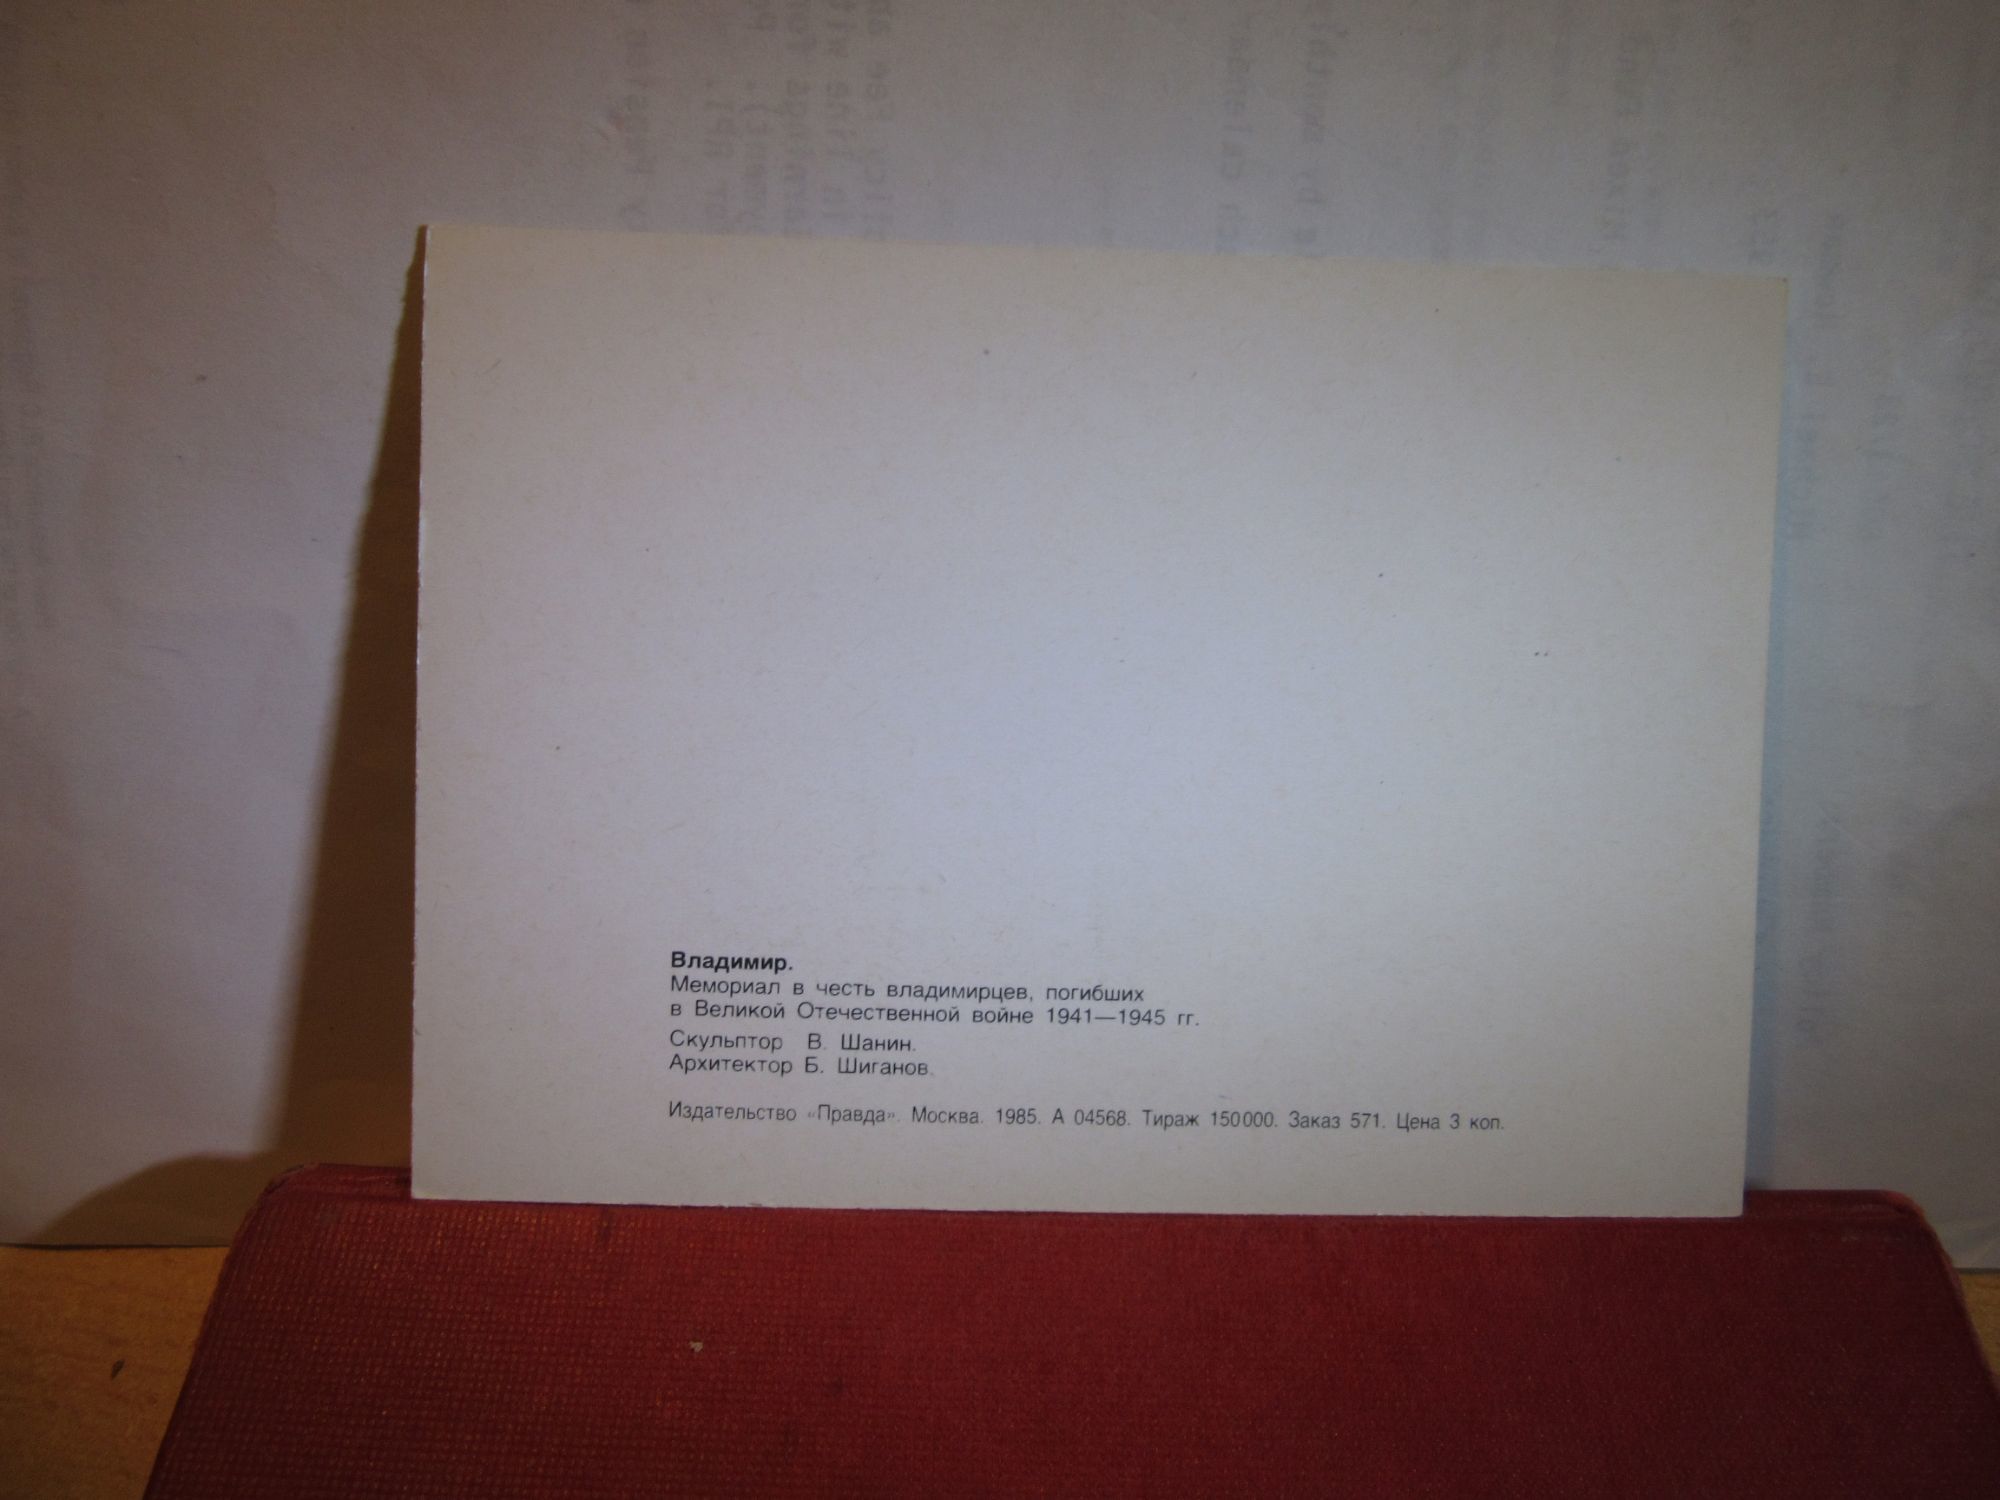 Владимир.
Мемориал в честь владимирцев, погибших
в Великой Отечественной войне 1941—1945 гг.
Скульптор В. Шанин.
Архитектор Б. Шиганов.
Издательство «Правда». Москва. 1985. А 04568. Тираж 150000. Заказ 571. Цена 3 коп.